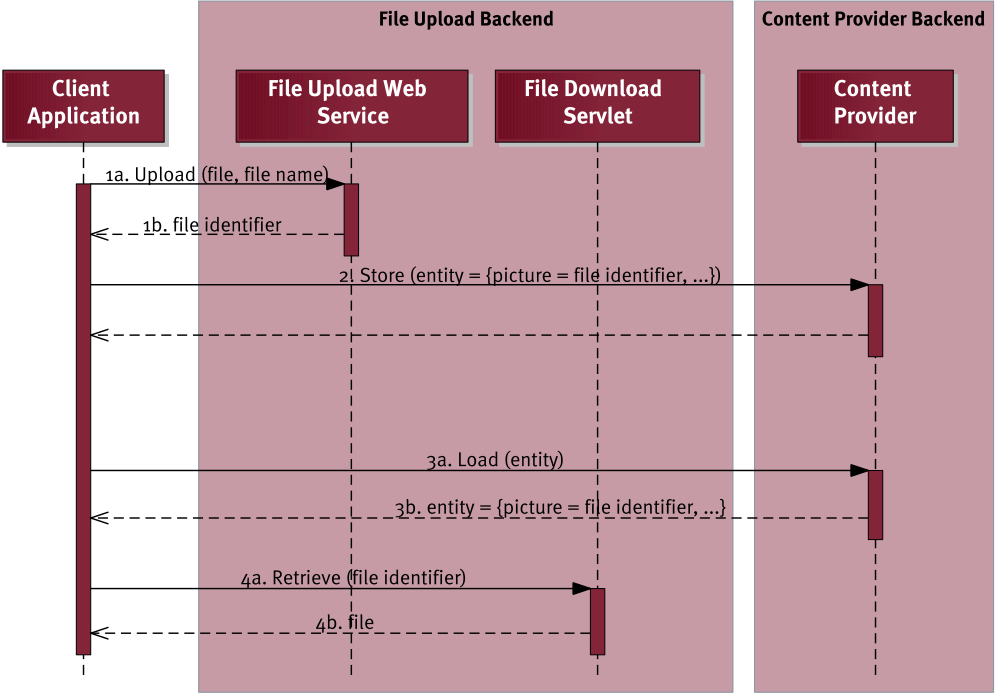 File Upload Backend
Content Provider Backend
Client
Application
File Upload Web
Service
File Download
Servlet
Content
Provider
1a. Upload (file, file name)
1b. file identifier
2. Store (entity = {picture = file identifier, ...})
3a. Load (entity)
3b. entity = {picture = file identifier, ...}
4a. Retrieve (file identifier)
4b. file